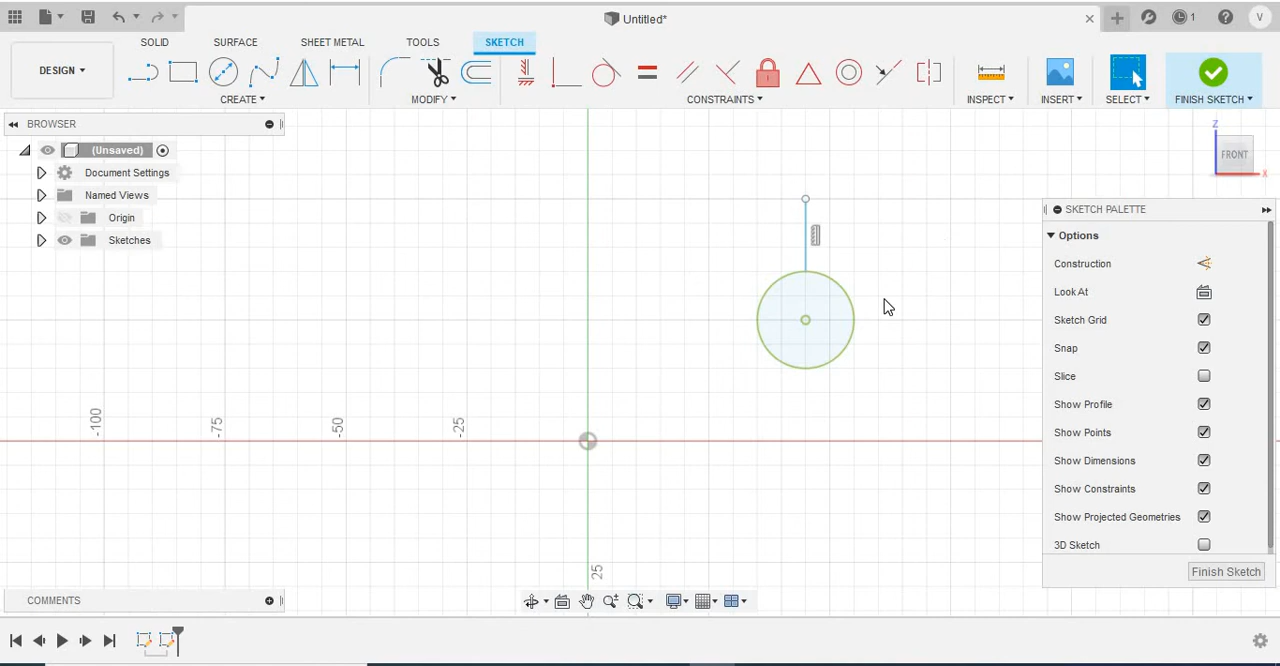 Untitled*
1
V
DESIGN
SOLID
SURFACE
SHEET METAL
TOOLS
SKETCH
CREATE
MODIFY
CONSTRAINTS
INSPECT
INSERT
SELECT
FINISH SKETCH
BROWSER
(Unsaved)
Document Settings
Named Views
Origin
Sketches
Z
FRONT
X
-100
-75
-50
-25
25
SKETCH PALETTE
Options
Construction
Look At
Sketch Grid
Snap
Slice
Show Profile
Show Points
Show Dimensions
Show Constraints
Show Projected Geometries
3D Sketch
Finish Sketch
COMMENTS